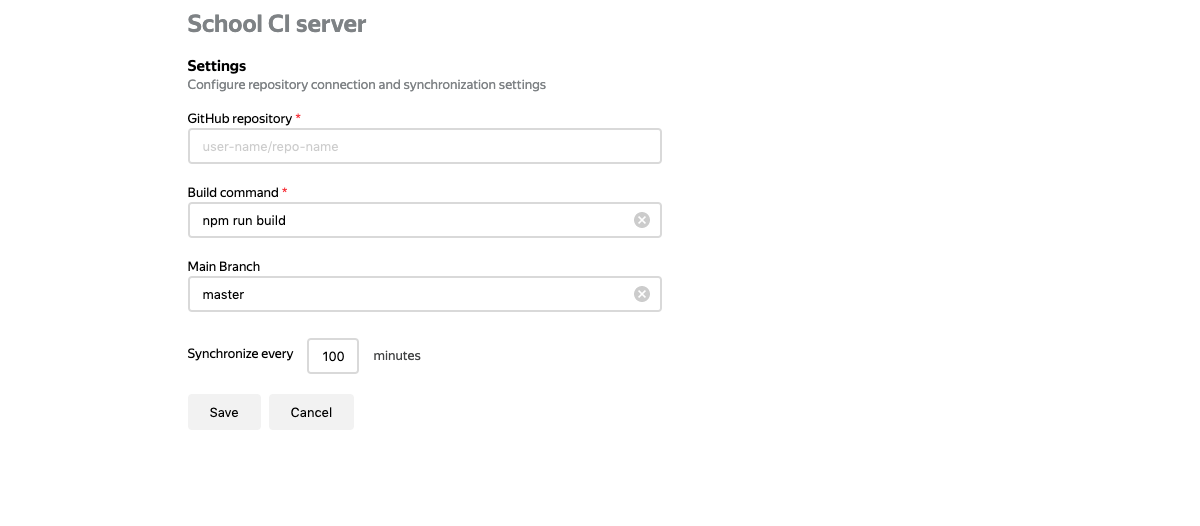 School CI server
Settings
Configure repository connection and synchronization settings
GitHub repository *
user-name/repo-name
Build command *
npm run build
Main Branch
master
Synchronize every 100 minutes
Save Cancel